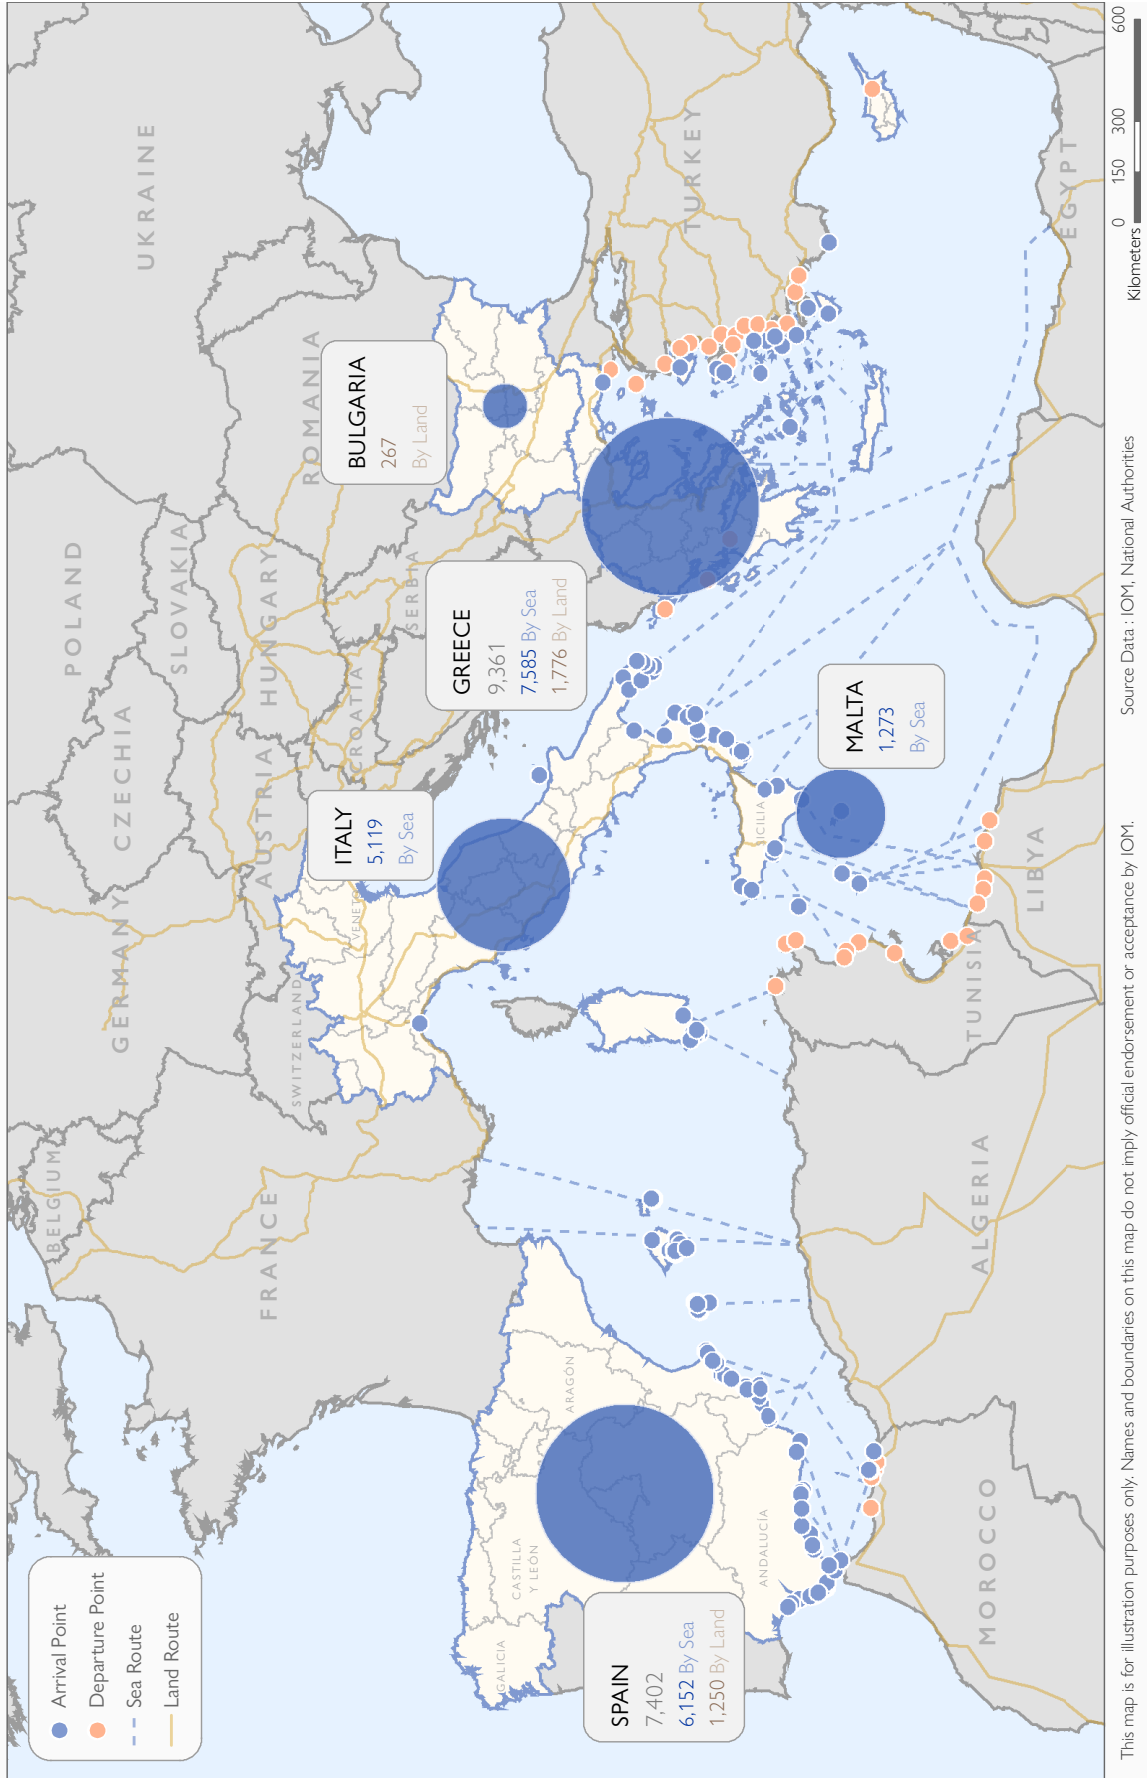 Arrival Point
Departure Point
Sea Route
Land Route
SPAIN
7,402
6,152 By Sea
1,250 By Land
ITALY
5,119
By Sea
GREECE
9,361
7,585 By Sea
1,776 By Land
BULGARIA
267
By Land
MALTA
1,273
By Sea
UKRAINE
POLAND
SLOVAKIA
CZECHIA
GERMANY
BELGIUM
FRANCE
SWITZERLAND
AUSTRIA
HUNGARY
ROMANIA
CROATIA
SERBIA
TURKEY
EGYPT
LIBYA
TUNISIA
ALGERIA
MOROCCO
VENETO
SICILIA
ARAGÓN
CASTILLA
Y LEÓN
GALICIA
ANDALUCÍA
Kilometers
0 150 300 600
This map is for illustration purposes only. Names and boundaries on this map do not imply official endorsement or acceptance by IOM.
Source Data : IOM, National Authorities